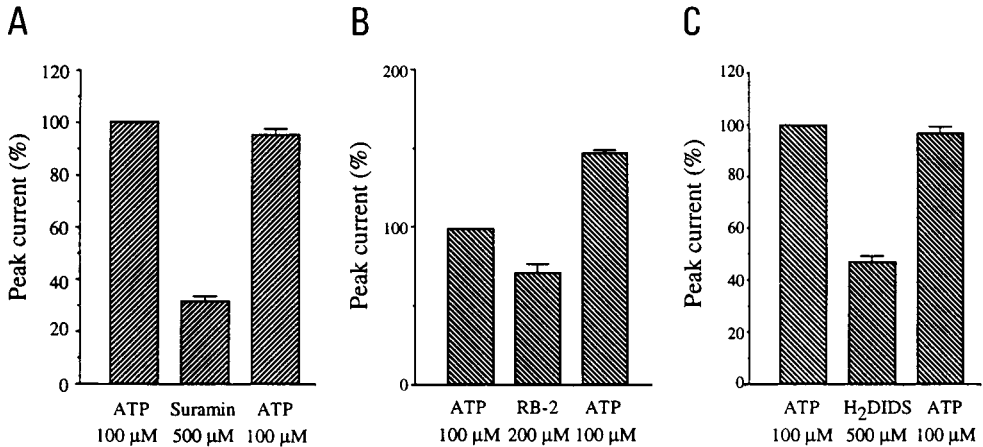 A
Peak current (%)
120
100
80
60
40
20
0
ATP Suramin ATP
100 μM 500 μM 100 μM
B
Peak current (%)
200
100
0
ATP RB-2 ATP
100 μM 200 μM 100 μM
C
Peak current (%)
120
100
80
60
40
20
0
ATP H₂DIDS ATP
100 μM 500 μM 100 μM